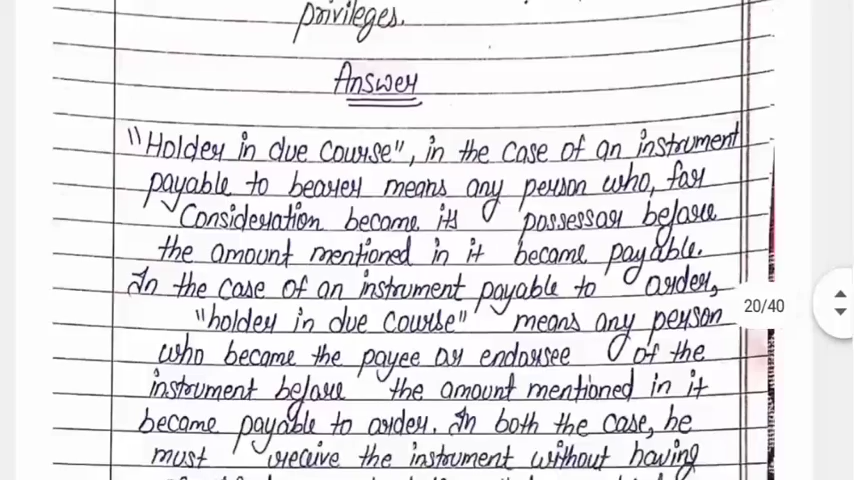 privileges.
Answer
"Holder in due course", in the case of an instrument
payable to bearer means any person who, for
Consideration became its possessor before
the amount mentioned in it became payable.
In the case of an instrument payable to order,
20/40
"holder in due course" means any person
who became the payee or endorsee of the
instrument before the amount mentioned in it
became payable to order. In both the case, he
must receive the instrument without having